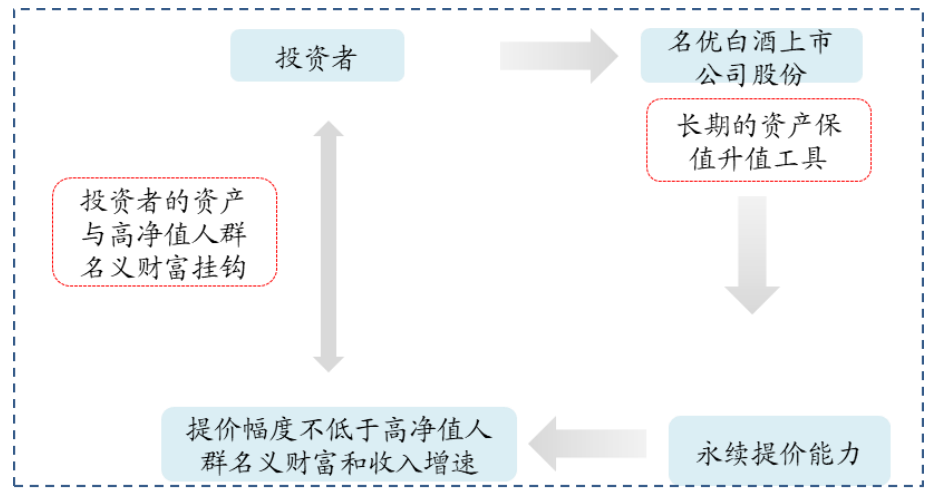 投资者
名优白酒上市
公司股份
长期的资产保
值升值工具
投资者的资产
与高净值人群
名义财富挂钩
提价幅度不低于高净值人
群名义财富和收入增速
永续提价能力